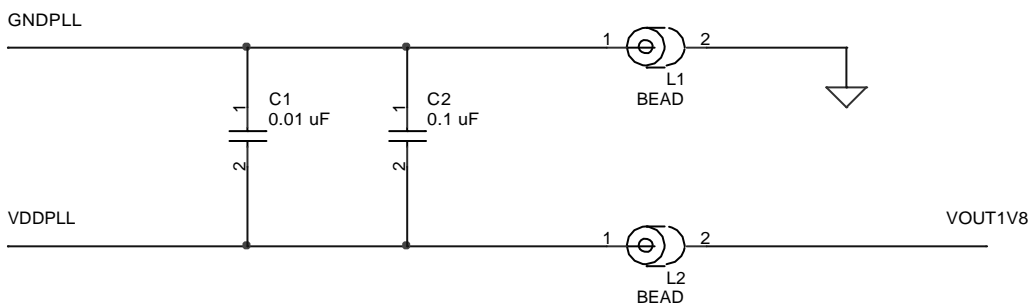 GNDPLL
1
2
L1
BEAD
1
C1
0.01 uF
2
1
C2
0.1 uF
2
VDDPLL
1
2
L2
BEAD
VOUT1V8